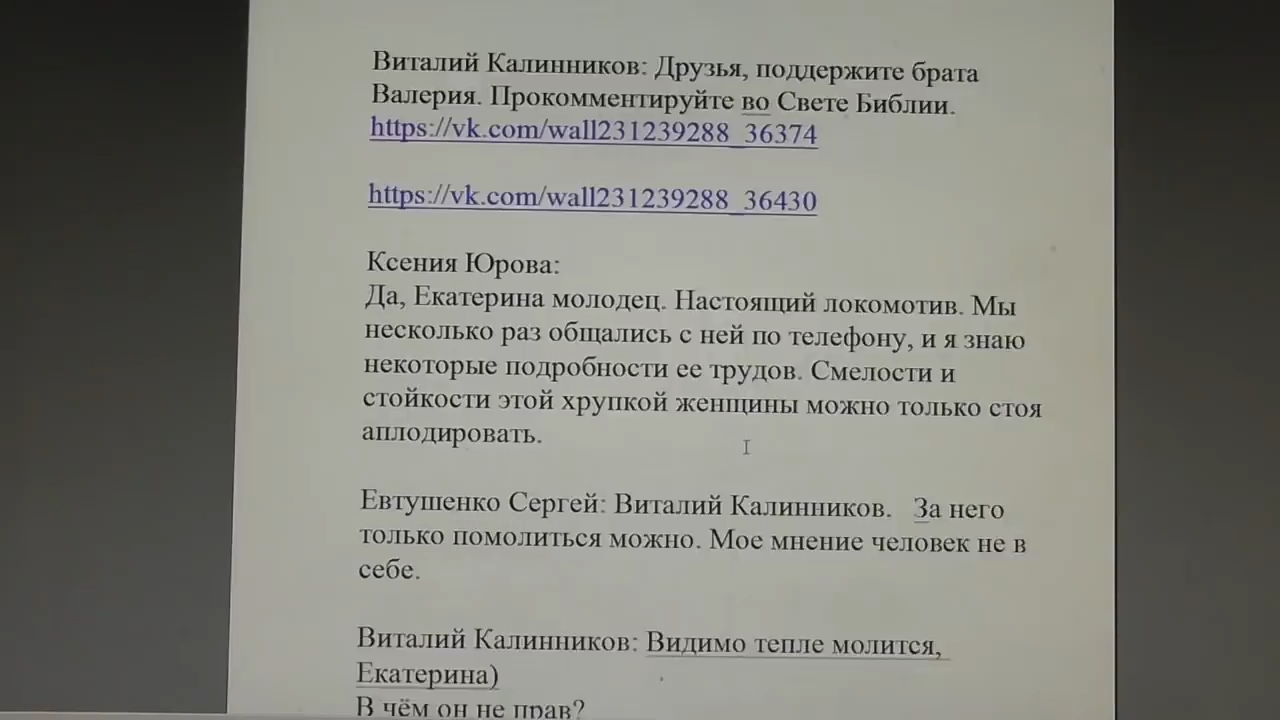 Виталий Калинников: Друзья, поддержите брата
Валерия. Прокомментируйте во Свете Библии.
https://vk.com/wall231239288_36374
https://vk.com/wall231239288_36430
Ксения Юрова:
Да, Екатерина молодец. Настоящий локомотив. Мы
несколько раз общались с ней по телефону, и я знаю
некоторые подробности ее трудов. Смелости и
стойкости этой хрупкой женщины можно только стоя
аплодировать.
Евтушенко Сергей: Виталий Калинников. За него
только помолиться можно. Мое мнение человек не в
себе.
Виталий Калинников: Видимо тепле молится,
Екатерина)
В чём он не прав?